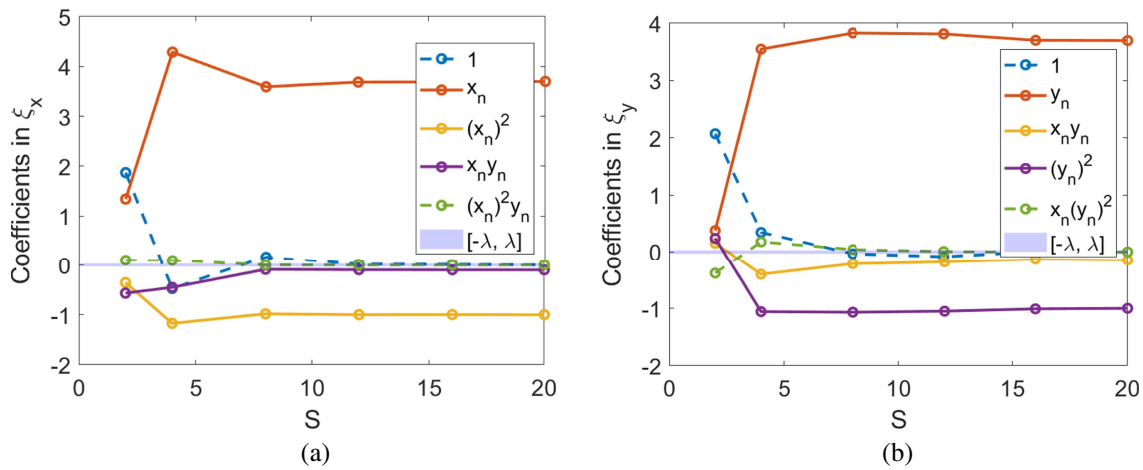 5
4
3
2
1
0
-1
-2
Coefficients in ξx
0
5
10
15
20
S
1
xn
(xn)2
xnyn
(xn)2yn
[-λ, λ]
(a)
4
3
2
1
0
-1
-2
Coefficients in ξy
0
5
10
15
20
S
1
yn
xnyn
(yn)2
xn(yn)2
[-λ, λ]
(b)